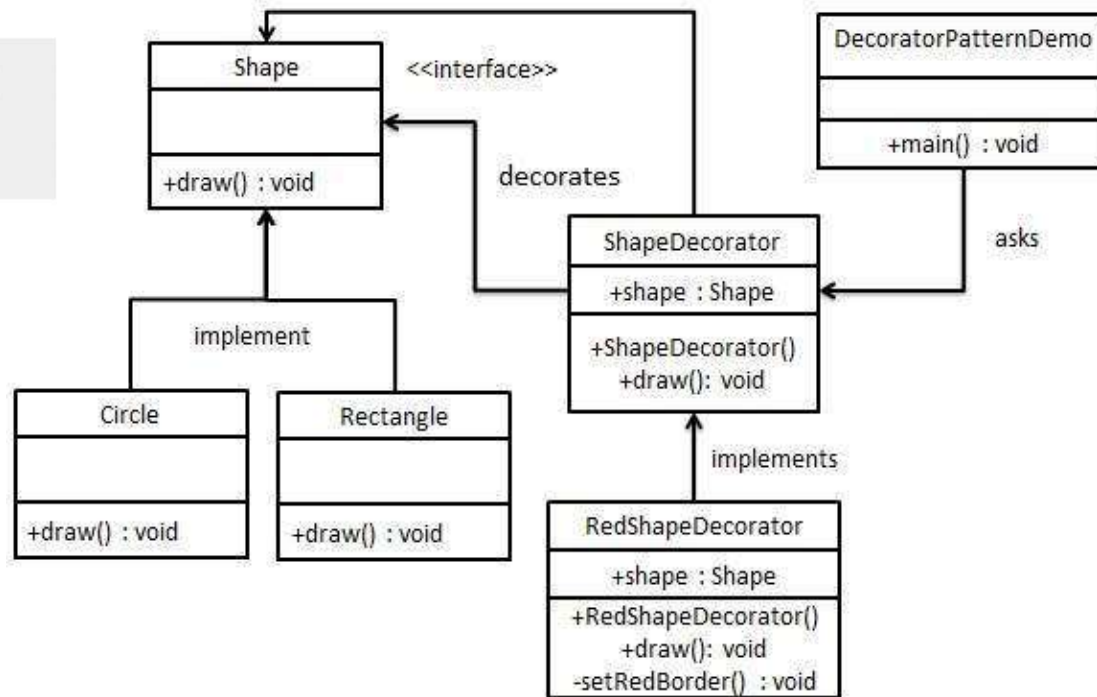 Shape
+draw() : void
<<interface>>
decorates
DecoratorPatternDemo
+main() : void
asks
ShapeDecorator
+shape : Shape
+ShapeDecorator()
+draw(): void
implement
Circle
+draw() : void
Rectangle
+draw() : void
implements
RedShapeDecorator
+shape : Shape
+RedShapeDecorator()
+draw(): void
-setRedBorder() : void